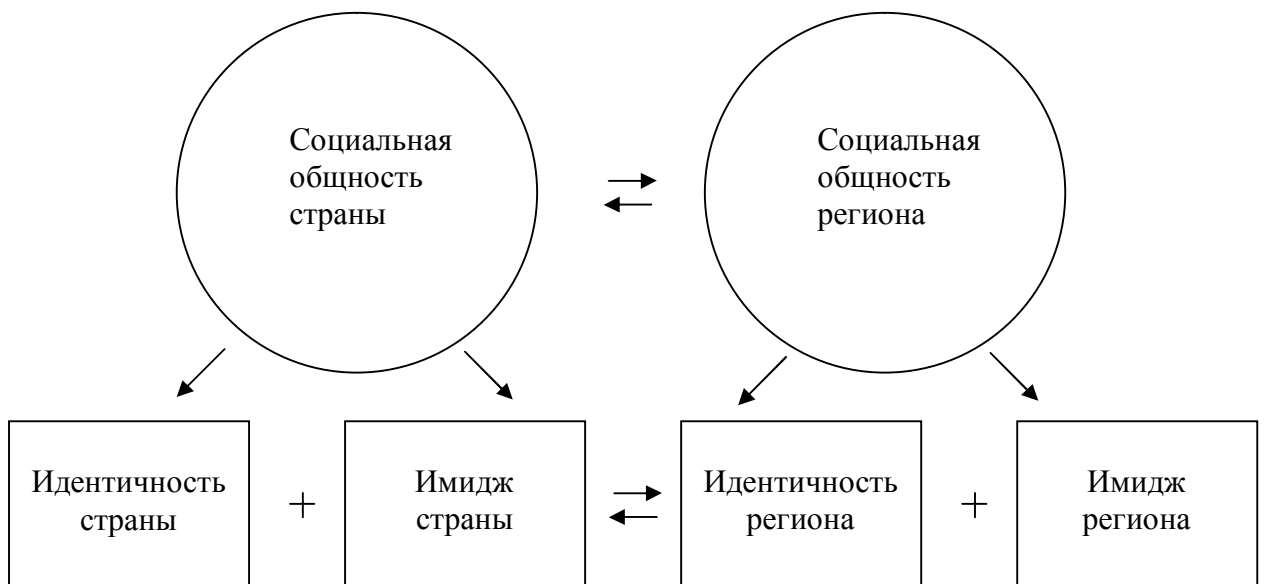 Социальная
общность
страны
Социальная
общность
региона
Идентичность
страны
+
Имидж
страны
Идентичность
региона
+
Имидж
региона